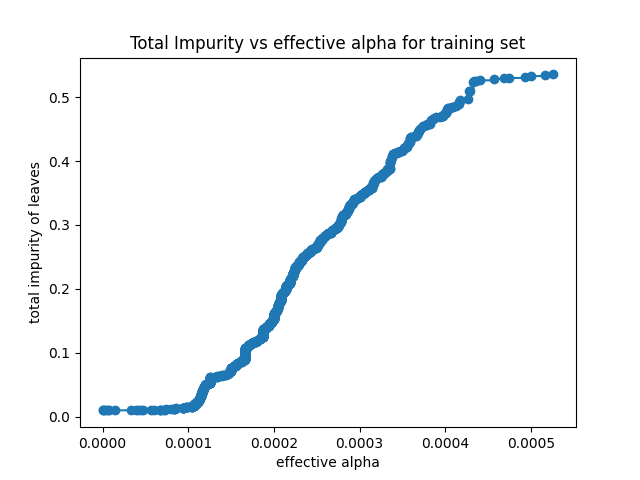 Total Impurity vs effective alpha for training set
total impurity of leaves
0.5
0.4
0.3
0.2
0.1
0.0
0.0000 0.0001 0.0002 0.0003 0.0004 0.0005
effective alpha